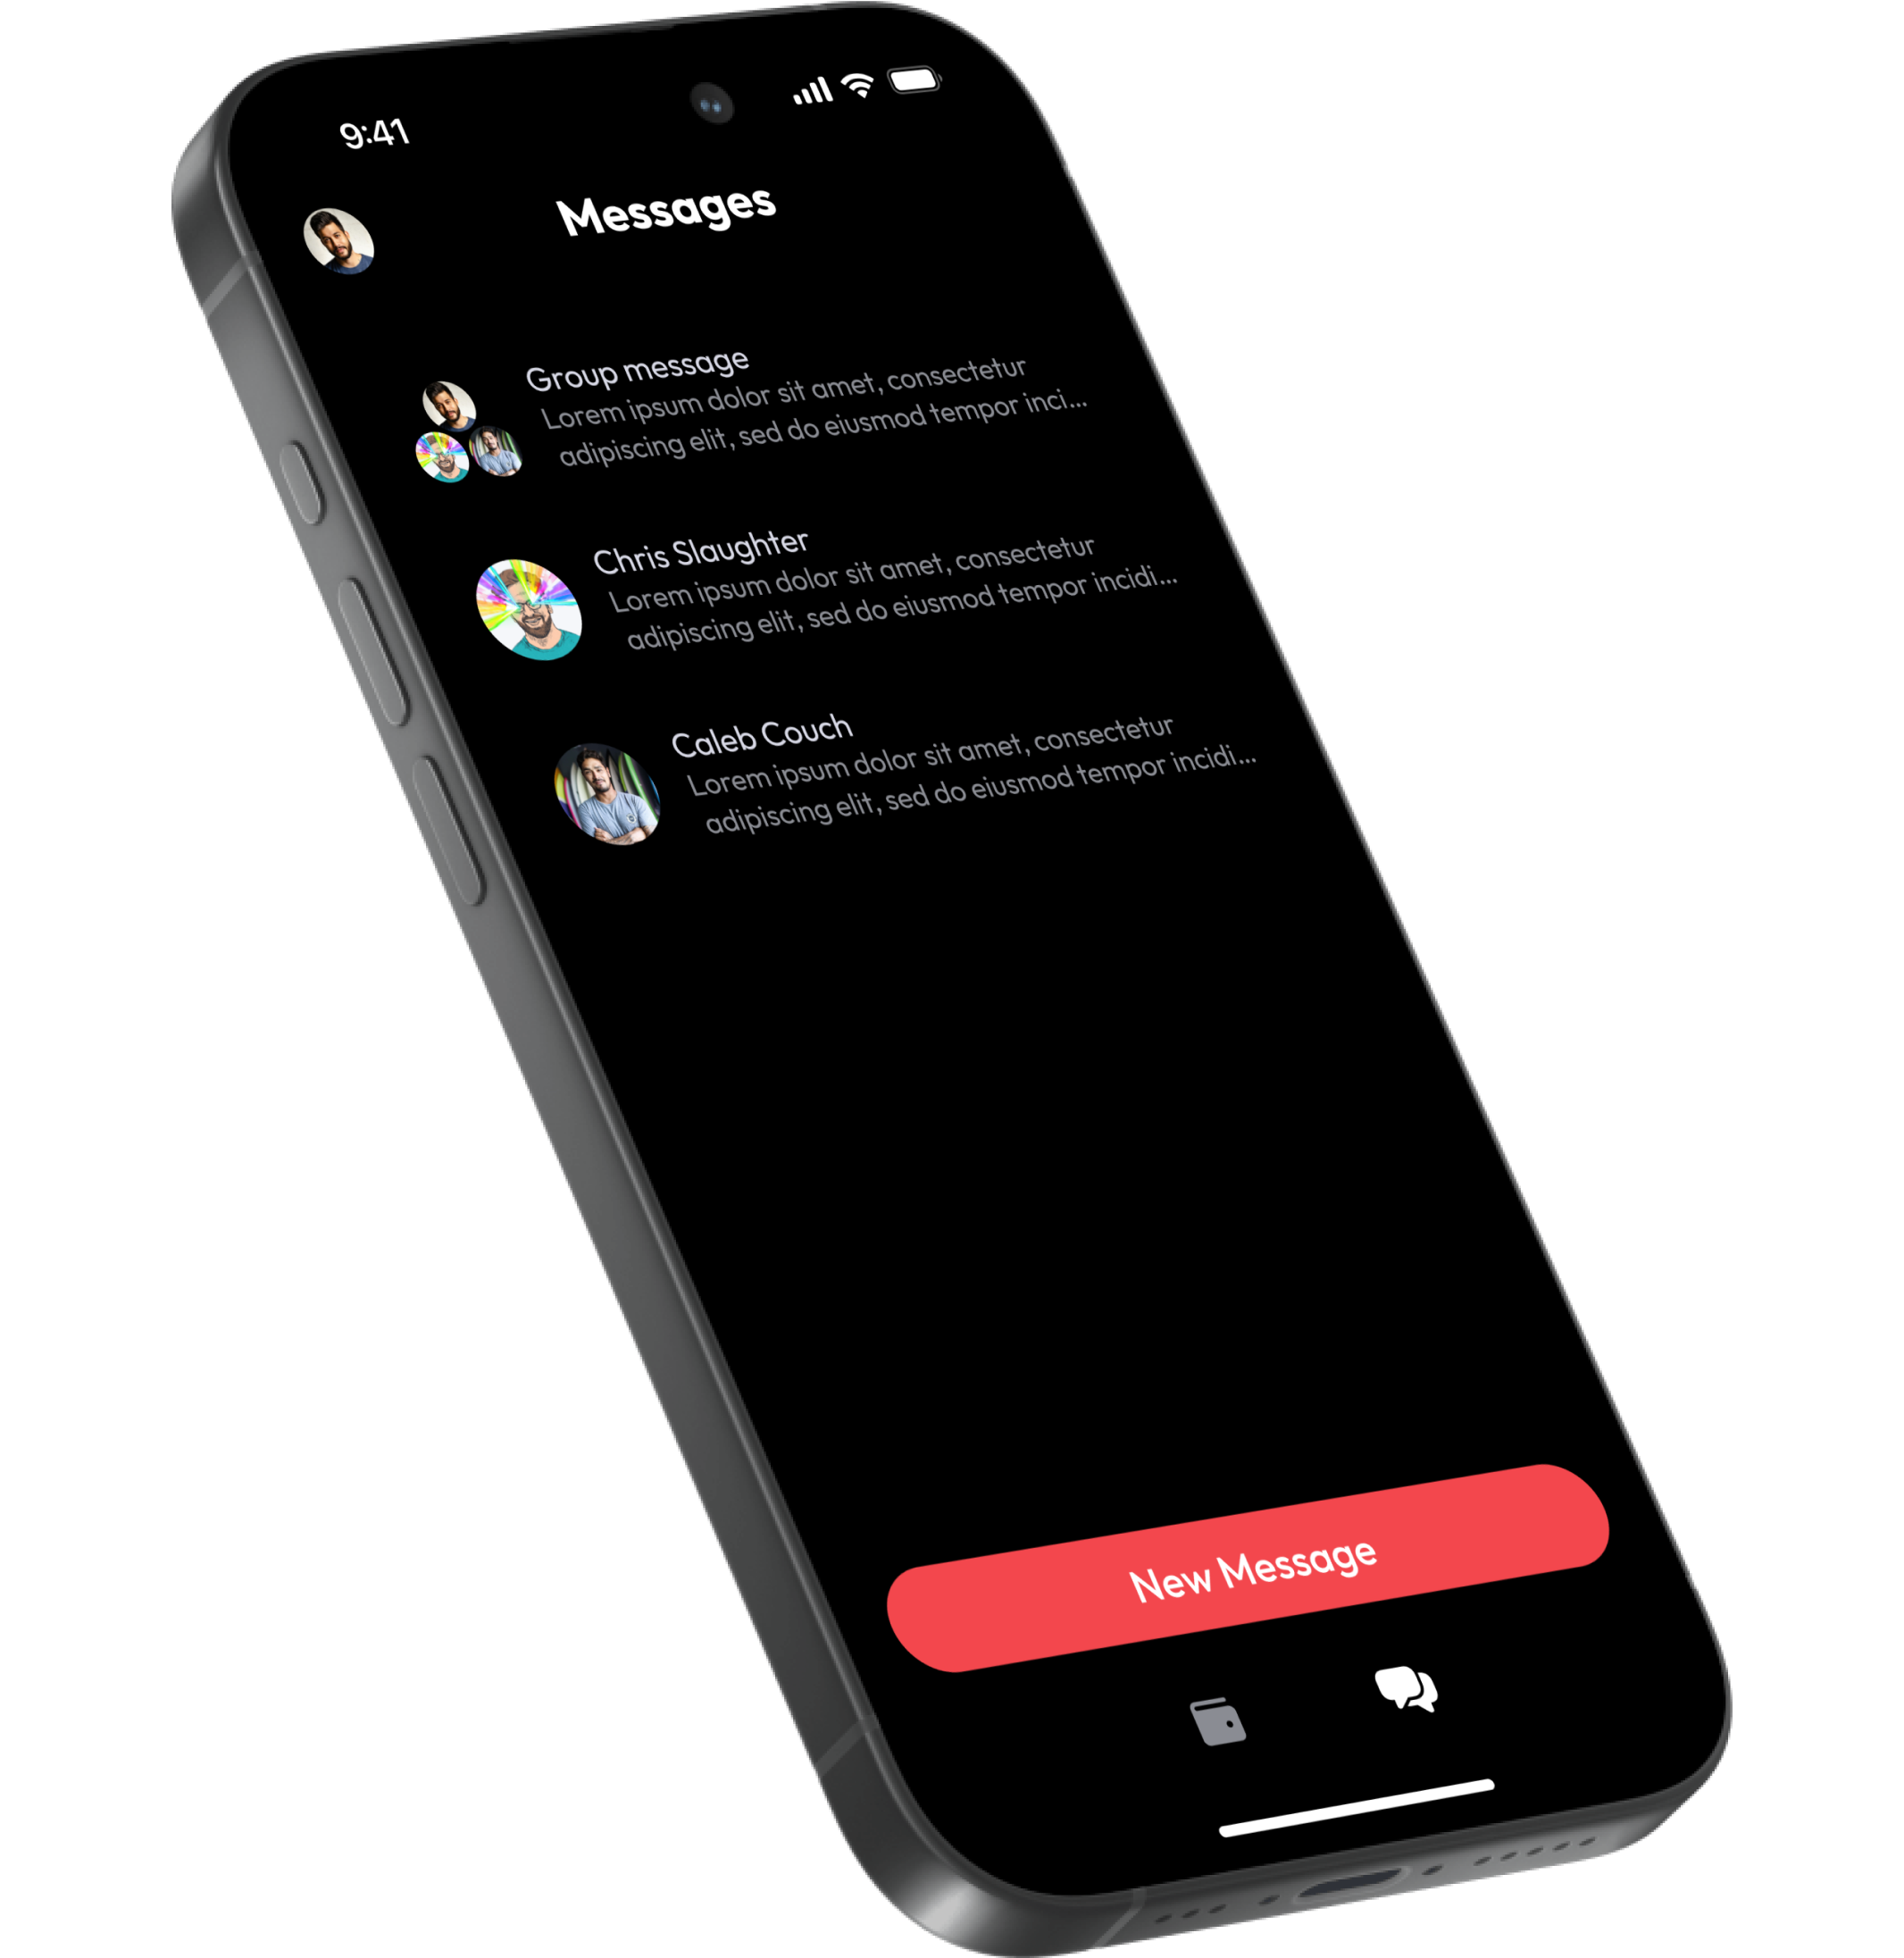 9:41
Messages
Group message
Lorem ipsum dolor sit amet, consectetur
adipiscing elit, sed do eiusmod tempor inci...
Chris Slaughter
Lorem ipsum dolor sit amet, consectetur
adipiscing elit, sed do eiusmod tempor incidi...
Caleb Couch
Lorem ipsum dolor sit amet, consectetur
adipiscing elit, sed do eiusmod tempor incidi...
New Message